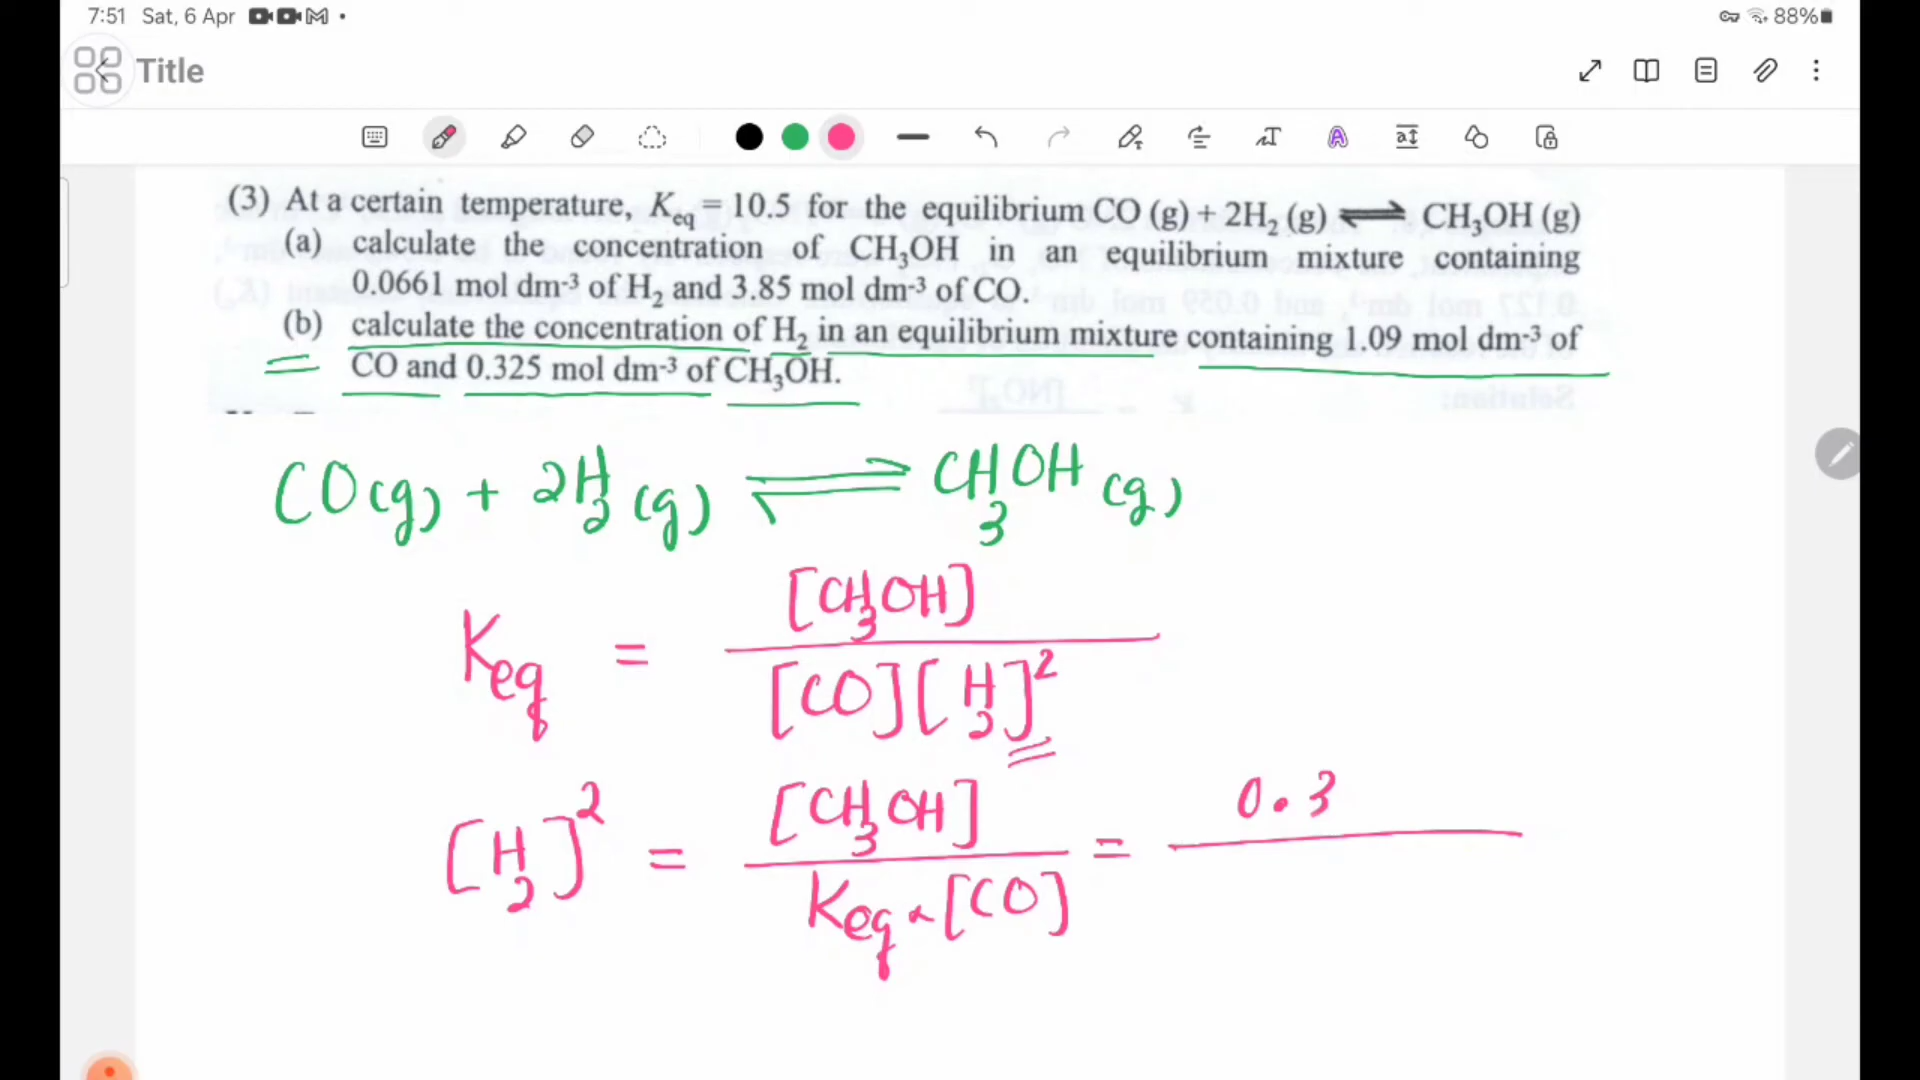 7:51 Sat, 6 Apr
88%
Title
(3) At a certain temperature, Keq = 10.5 for the equilibrium CO (g) + 2H₂ (g) ⇌ CH₃OH (g)
(a) calculate the concentration of CH₃OH in an equilibrium mixture containing
0.0661 mol dm⁻³ of H₂ and 3.85 mol dm⁻³ of CO.
(b) calculate the concentration of H₂ in an equilibrium mixture containing 1.09 mol dm⁻³ of
CO and 0.325 mol dm⁻³ of CH₃OH.
CO(g) + 2H₂(g) ⇌ CH₃OH(g)
Keq = [CH₃OH] / [CO][H₂]²
[H₂]² = [CH₃OH] / Keq × [CO] = 0.3